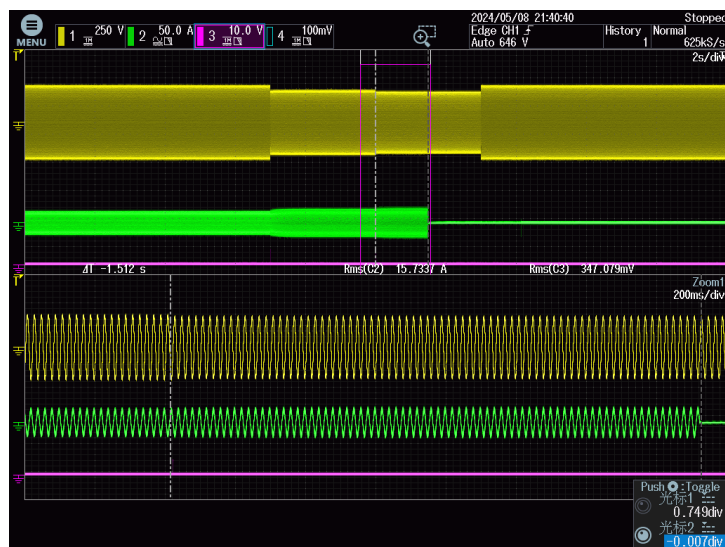 2024/05/08 21:40:40 Stopped
MENU 1 250 V 2 50.0 A 3 10.0 V 4 100mV Edge CH1 Auto 646 V History 1 Normal 625kS/s
2s/div
T
ΔT -1.512 s Rms(C2) 15.7337 A Rms(C3) 347.079mV
T
Zoom1
200ms/div
Push :Toggle
光标1
0.749div
光标2
-0.007div